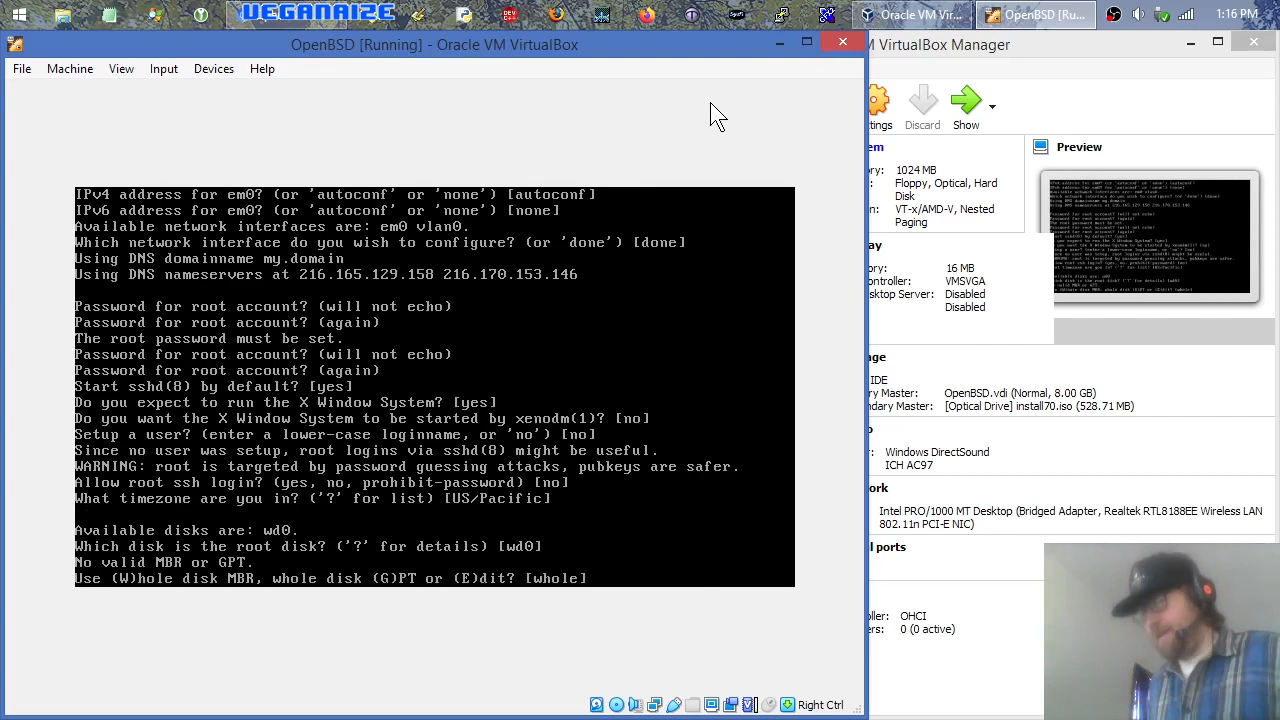 VEGANAIZE
Oracle VM Virt...
OpenBSD [Ru...
1:16 PM
OpenBSD [Running] - Oracle VM VirtualBox
M VirtualBox Manager
File Machine View Input Devices Help
ttings Discard Show
IPv4 address for em0? (or 'autoconf' or 'none') [autoconf]
IPv6 address for em0? (or 'autoconf' or 'none') [none]
Available network interfaces are: em0 vlan0.
Which network interface do you wish to configure? (or 'done') [done]
Using DNS domainname my.domain
Using DNS nameservers at 216.165.129.158 216.170.153.146
Password for root account? (will not echo)
Password for root account? (again)
The root password must be set.
Password for root account? (will not echo)
Password for root account? (again)
Start sshd(8) by default? [yes]
Do you expect to run the X Window System? [yes]
Do you want the X Window System to be started by xenodm(1)? [no]
Setup a user? (enter a lower-case loginname, or 'no') [no]
Since no user was setup, root logins via sshd(8) might be useful.
WARNING: root is targeted by password guessing attacks, pubkeys are safer.
Allow root ssh login? (yes, no, prohibit-password) [no]
What timezone are you in? ('?' for list) [US/Pacific]
Available disks are: wd0.
Which disk is the root disk? ('?' for details) [wd0]
No valid MBR or GPT.
Use (W)hole disk MBR, whole disk (G)PT or (E)dit? [whole]
Right Ctrl
em
Preview
ory: 1024 MB
Disk, Optical, Hard
Disk
n: VT-x/AMD-V, Nested
Paging
ay
ory: 16 MB
ontroller: VMSVGA
esktop Server: Disabled
Disabled
age
IDE
dary Master: OpenBSD.vdi (Normal, 8.00 GB)
ndary Master: [Optical Drive] install70.iso (528.71 MB)
o
Windows DirectSound
ICH AC97
ork
Intel PRO/1000 MT Desktop (Bridged Adapter, Realtek RTL8188EE Wireless LAN
802.11n PCI-E NIC)
l ports
ller: OHCI
ers: 0 (0 active)